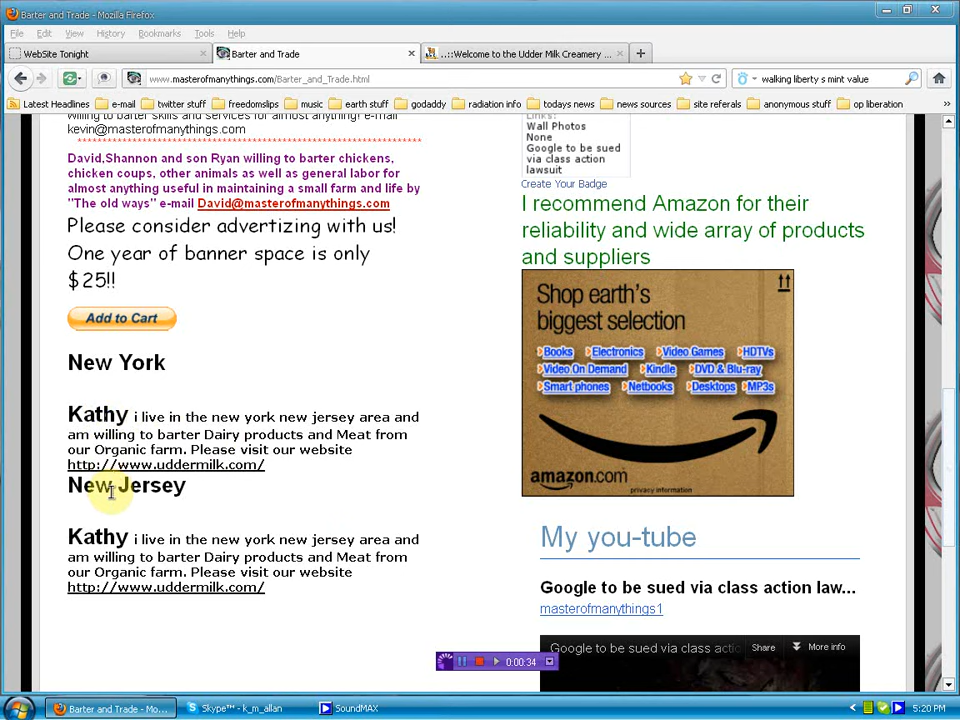 Barter and Trade - Mozilla Firefox
File Edit View History Bookmarks Tools Help
WebSite Tonight
Barter and Trade
..::Welcome to the Udder Milk Creamery ...
www.masterofmanythings.com/Barter_and_Trade.html
walking liberty s mint value
Latest Headlines e-mail twitter stuff freedomslips music earth stuff godaddy radiation info todays news news sources site referals anonymous stuff op liberation
willing to barter skills and services for almost anything! e-mail
kevin@masterofmanythings.com
************************************************************************
David,Shannon and son Ryan willing to barter chickens,
chicken coups, other animals as well as general labor for
almost anything useful in maintaining a small farm and life by
"The old ways" e-mail David@masterofmanythings.com
Please consider advertizing with us!
One year of banner space is only
$25!!
Add to Cart
New York
Kathy i live in the new york new jersey area and
am willing to barter Dairy products and Meat from
our Organic farm. Please visit our website
http://www.uddermilk.com/
New Jersey
Kathy i live in the new york new jersey area and
am willing to barter Dairy products and Meat from
our Organic farm. Please visit our website
http://www.uddermilk.com/
Links:
Wall Photos
None
Google to be sued
via class action
lawsuit
Create Your Badge
I recommend Amazon for their
reliability and wide array of products
and suppliers
Shop earth's
biggest selection
Books Electronics Video Games HDTVs
Video On Demand Kindle DVD & Blu-ray
Smart phones Netbooks Desktops MP3s
amazon.com
privacy information
My you-tube
Google to be sued via class action law...
masterofmanythings1
Google to be sued via class actio
Share
More info
0:00:34
Barter and Trade - Mo...
Skype™ - k_m_allan
SoundMAX
5:20 PM